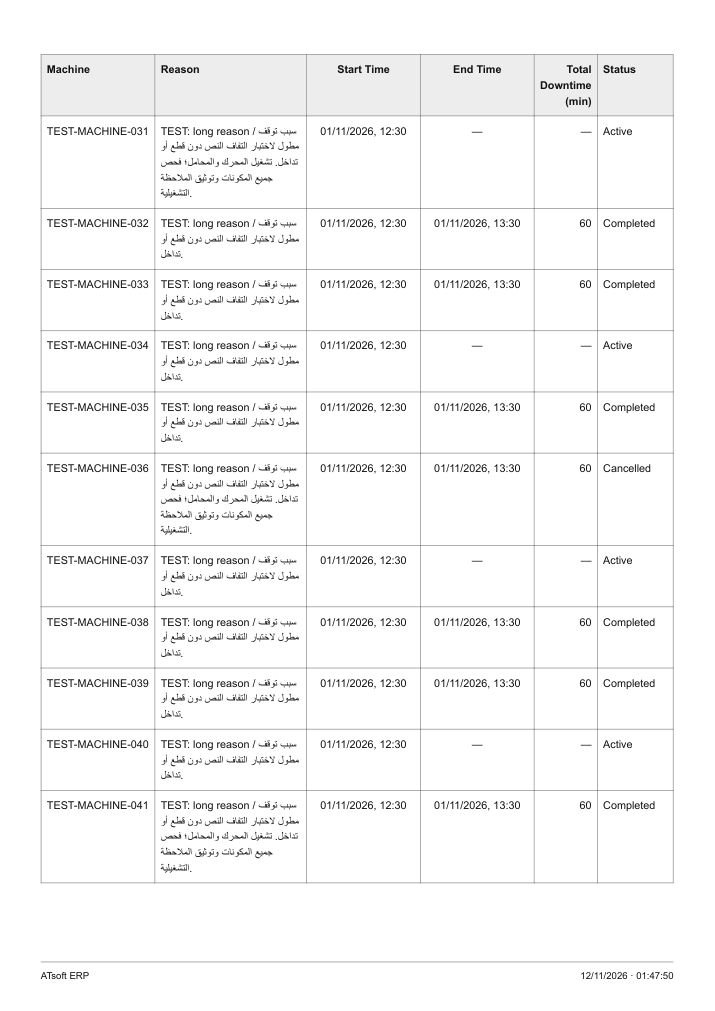 Machine Reason Start Time End Time Total Downtime (min) Status
TEST-MACHINE-031 TEST: long reason / سبب توقف 01/11/2026, 12:30 — — Active
مطول لاختبار التفاف النص دون قطع أو
تداخل. تشغيل المحرك والمحامل؛ فحص
جميع المكونات وتوثيق الملاحظة
التشغيلية.
TEST-MACHINE-032 TEST: long reason / سبب توقف 01/11/2026, 12:30 01/11/2026, 13:30 60 Completed
مطول لاختبار التفاف النص دون قطع أو
تداخل.
TEST-MACHINE-033 TEST: long reason / سبب توقف 01/11/2026, 12:30 01/11/2026, 13:30 60 Completed
مطول لاختبار التفاف النص دون قطع أو
تداخل.
TEST-MACHINE-034 TEST: long reason / سبب توقف 01/11/2026, 12:30 — — Active
مطول لاختبار التفاف النص دون قطع أو
تداخل.
TEST-MACHINE-035 TEST: long reason / سبب توقف 01/11/2026, 12:30 01/11/2026, 13:30 60 Completed
مطول لاختبار التفاف النص دون قطع أو
تداخل.
TEST-MACHINE-036 TEST: long reason / سبب توقف 01/11/2026, 12:30 01/11/2026, 13:30 60 Cancelled
مطول لاختبار التفاف النص دون قطع أو
تداخل. تشغيل المحرك والمحامل؛ فحص
جميع المكونات وتوثيق الملاحظة
التشغيلية.
TEST-MACHINE-037 TEST: long reason / سبب توقف 01/11/2026, 12:30 — — Active
مطول لاختبار التفاف النص دون قطع أو
تداخل.
TEST-MACHINE-038 TEST: long reason / سبب توقف 01/11/2026, 12:30 01/11/2026, 13:30 60 Completed
مطول لاختبار التفاف النص دون قطع أو
تداخل.
TEST-MACHINE-039 TEST: long reason / سبب توقف 01/11/2026, 12:30 01/11/2026, 13:30 60 Completed
مطول لاختبار التفاف النص دون قطع أو
تداخل.
TEST-MACHINE-040 TEST: long reason / سبب توقف 01/11/2026, 12:30 — — Active
مطول لاختبار التفاف النص دون قطع أو
تداخل.
TEST-MACHINE-041 TEST: long reason / سبب توقف 01/11/2026, 12:30 01/11/2026, 13:30 60 Completed
مطول لاختبار التفاف النص دون قطع أو
تداخل. تشغيل المحرك والمحامل؛ فحص
جميع المكونات وتوثيق الملاحظة
التشغيلية.
ATsoft ERP 12/11/2026 · 01:47:50